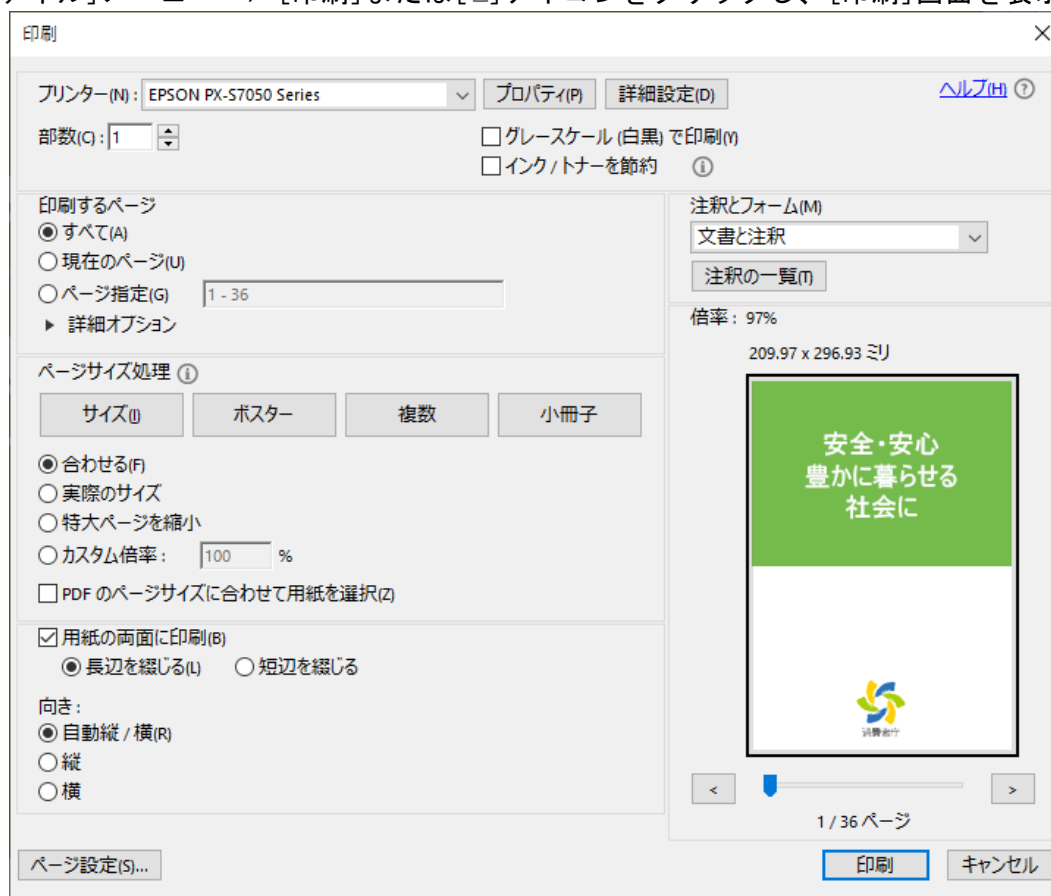 印刷
プリンター(N) : EPSON PX-S7050 Series プロパティ(P) 詳細設定(D) ヘルプ(H)
部数(C) : 1 グレースケール (白黒) で印刷(Y)
インク / トナーを節約
印刷するページ
すべて(A)
現在のページ(U)
ページ指定(G) 1 - 36
詳細オプション
注釈とフォーム(M)
文書と注釈
注釈の一覧(T)
ページサイズ処理
サイズ(I) ポスター 複数 小冊子
合わせる(F)
実際のサイズ
特大ページを縮小
カスタム倍率 : 100 %
PDF のページサイズに合わせて用紙を選択(Z)
用紙の両面に印刷(B)
長辺を綴じる(L) 短辺を綴じる
向き :
自動縦 / 横(R)
縦
横
倍率 : 97%
209.97 x 296.93 ミリ
安全・安心
豊かに暮らせる
社会に
消費者庁
< >
1 / 36 ページ
ページ設定(S)... 印刷 キャンセル